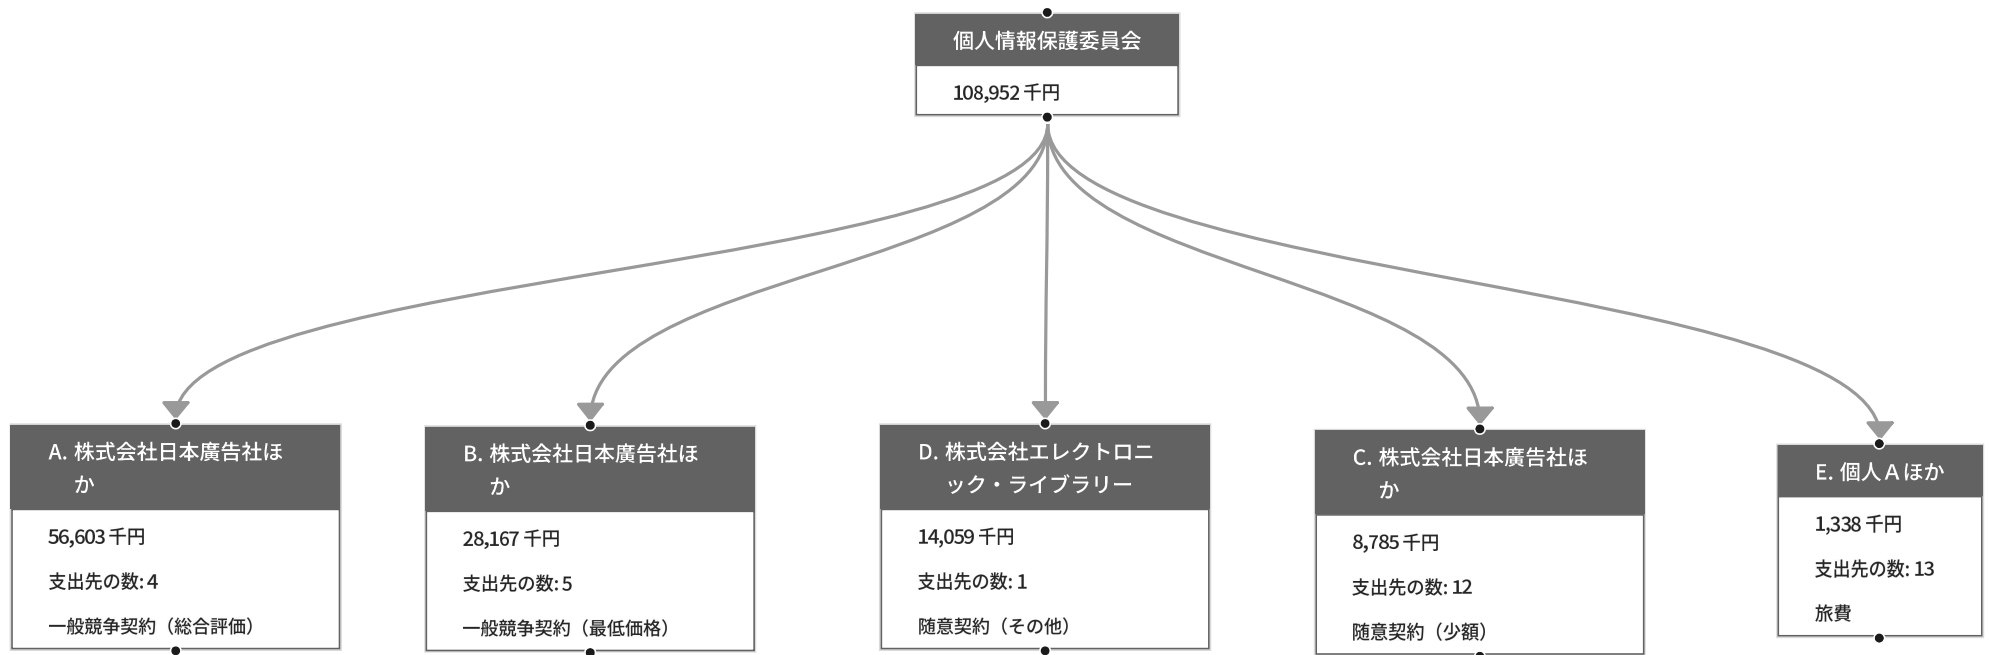 個人情報保護委員会
108,952 千円
A. 株式会社日本廣告社ほ
か
56,603 千円
支出先の数: 4
一般競争契約（総合評価）
B. 株式会社日本廣告社ほ
か
28,167 千円
支出先の数: 5
一般競争契約（最低価格）
D. 株式会社エレクトロニ
ック・ライブラリー
14,059 千円
支出先の数: 1
随意契約（その他）
C. 株式会社日本廣告社ほ
か
8,785 千円
支出先の数: 12
随意契約（少額）
E. 個人Ａほか
1,338 千円
支出先の数: 13
旅費